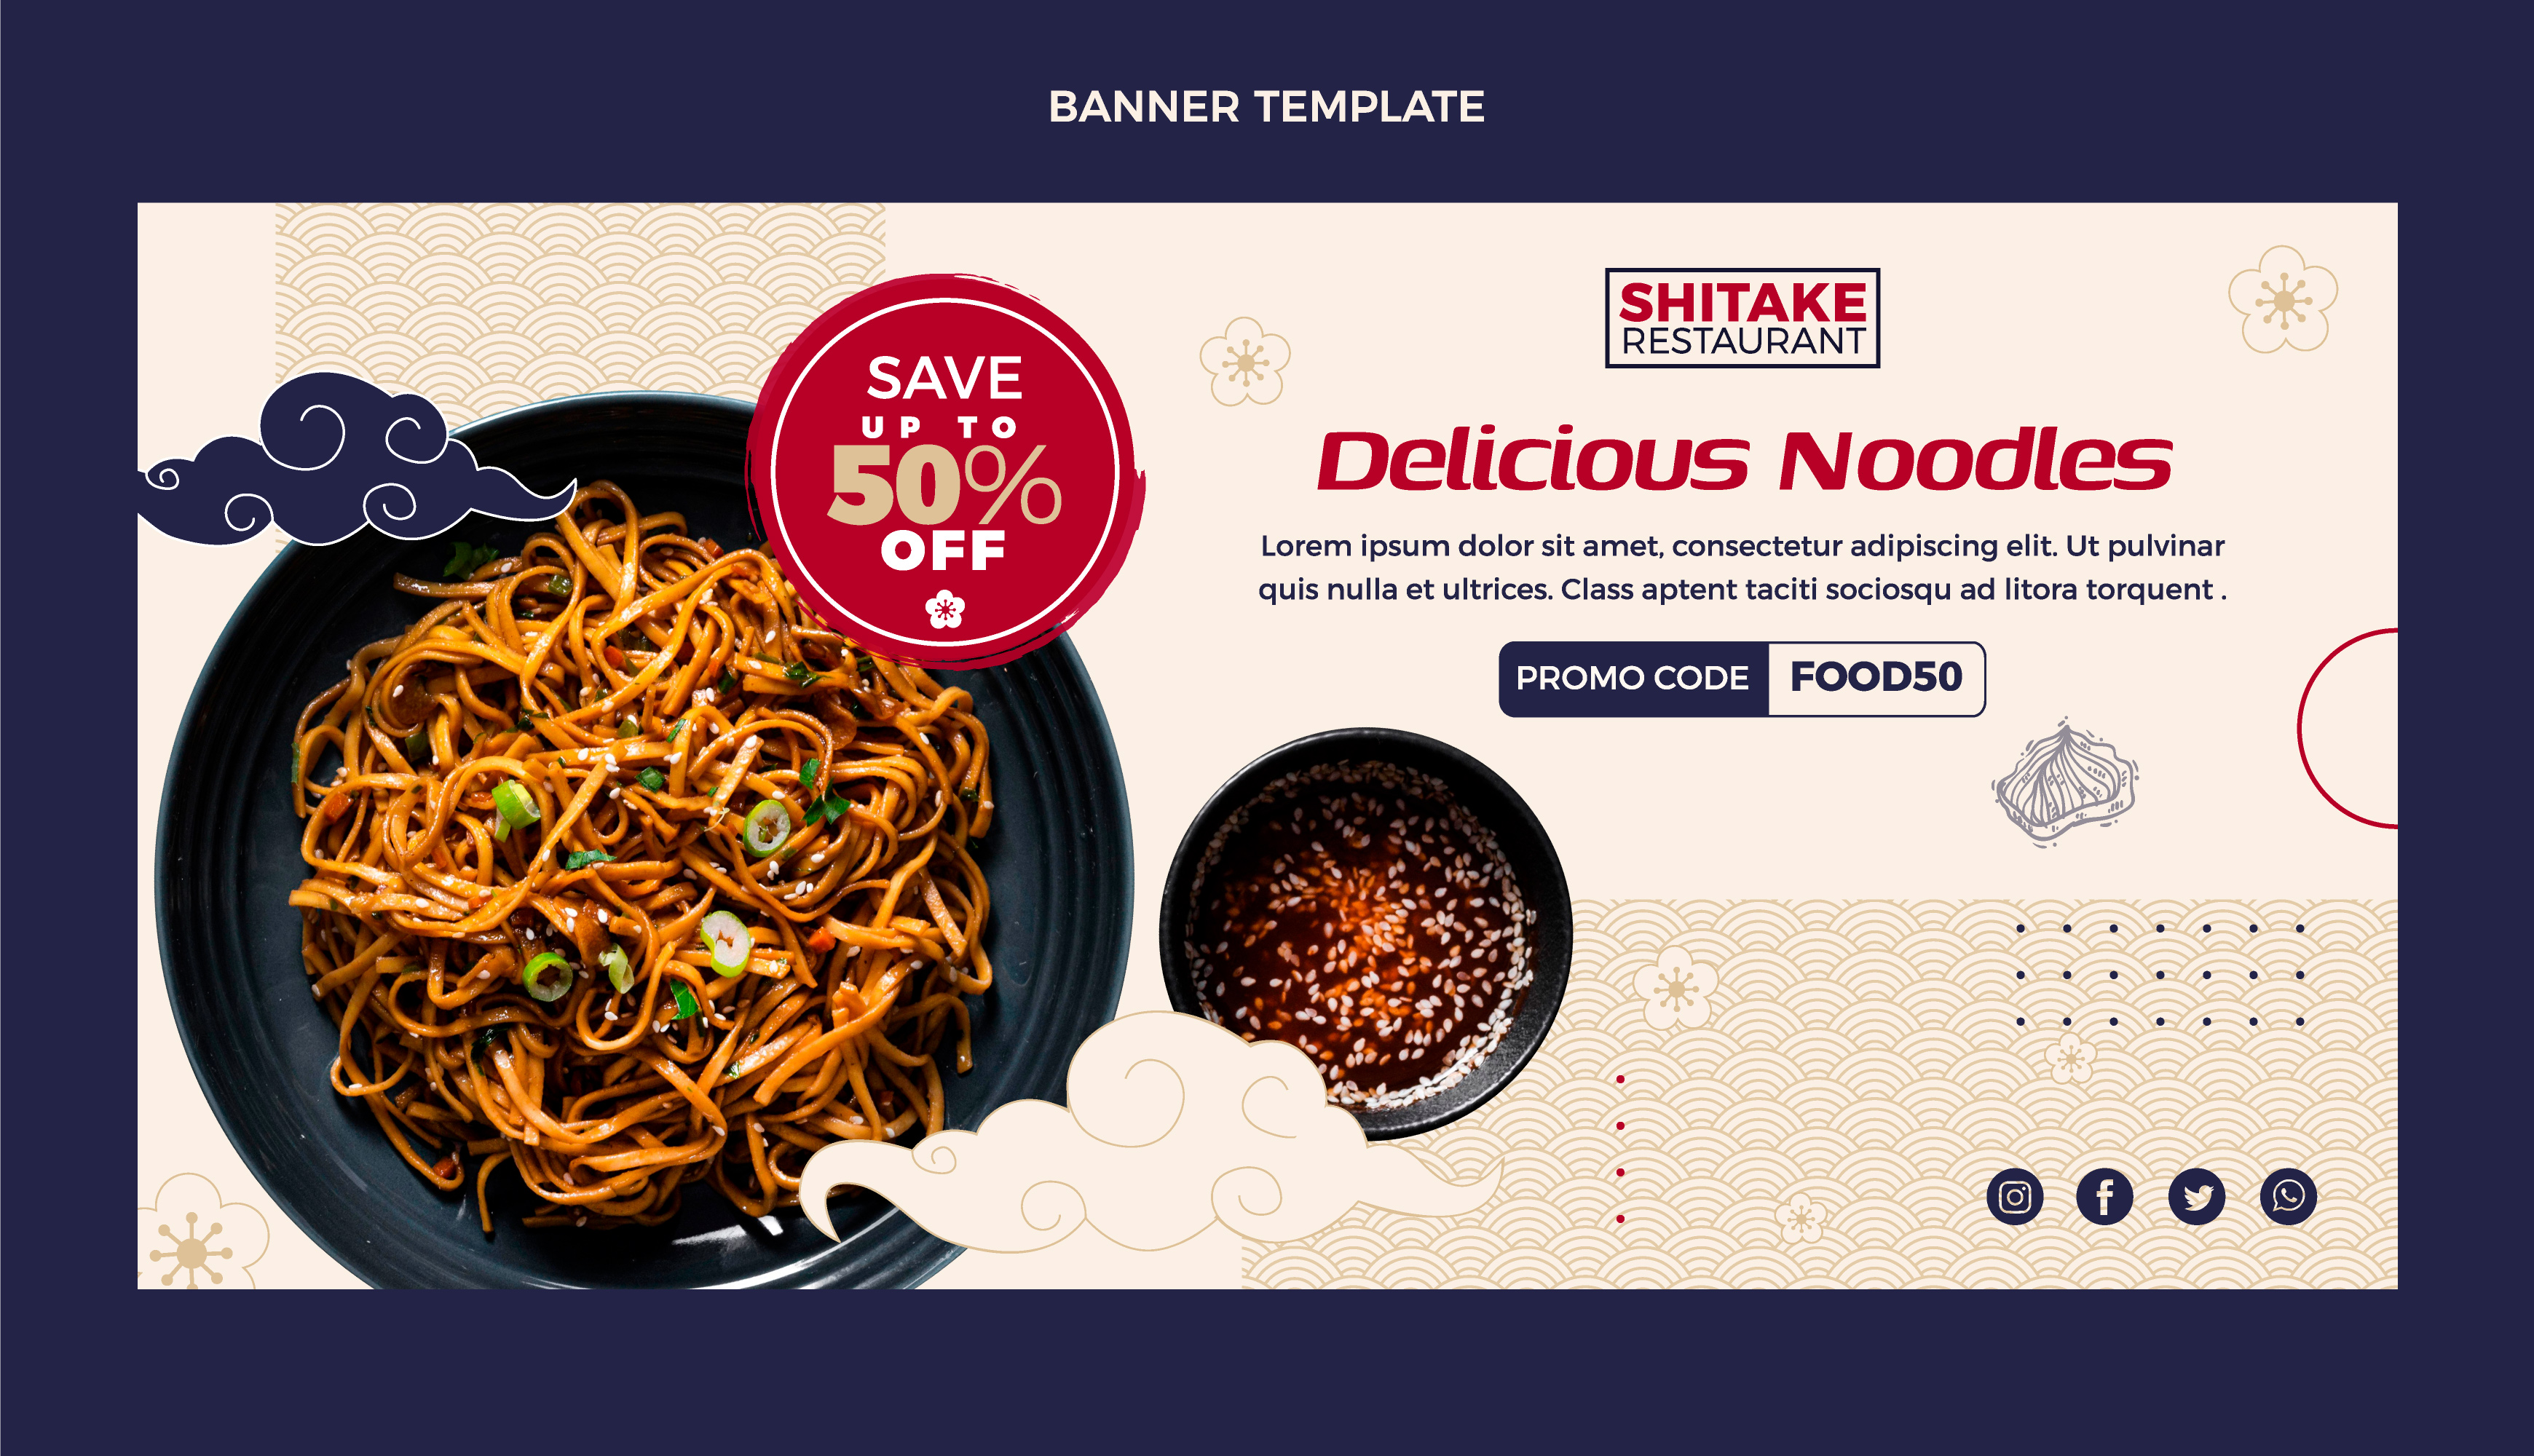 BANNER TEMPLATE
SAVE
UP TO
50%
OFF
SHITAKE
RESTAURANT
Delicious Noodles
Lorem ipsum dolor sit amet, consectetur adipiscing elit. Ut pulvinar
quis nulla et ultrices. Class aptent taciti sociosqu ad litora torquent .
PROMO CODE FOOD50